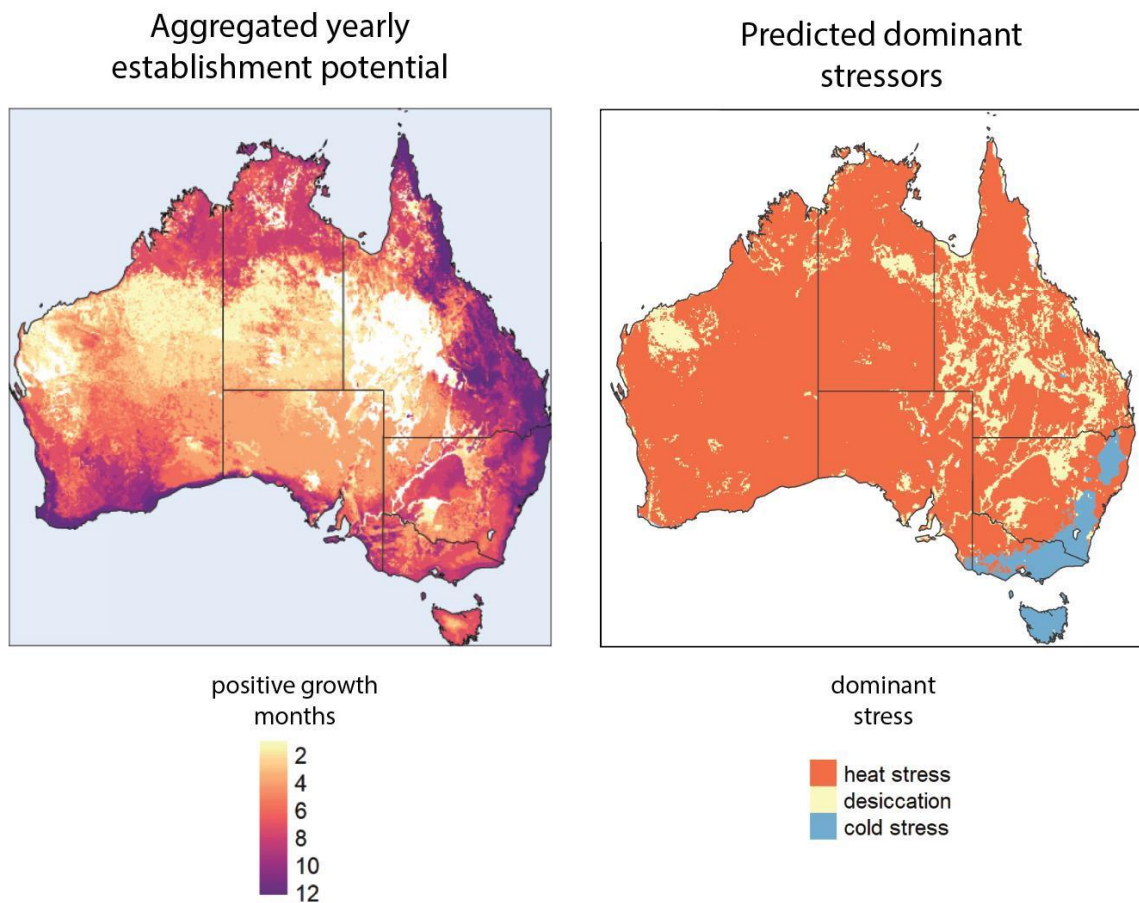 Aggregated yearly
establishment potential
Predicted dominant
stressors
positive growth
months
2
4
6
8
10
12
dominant
stress
heat stress
desiccation
cold stress